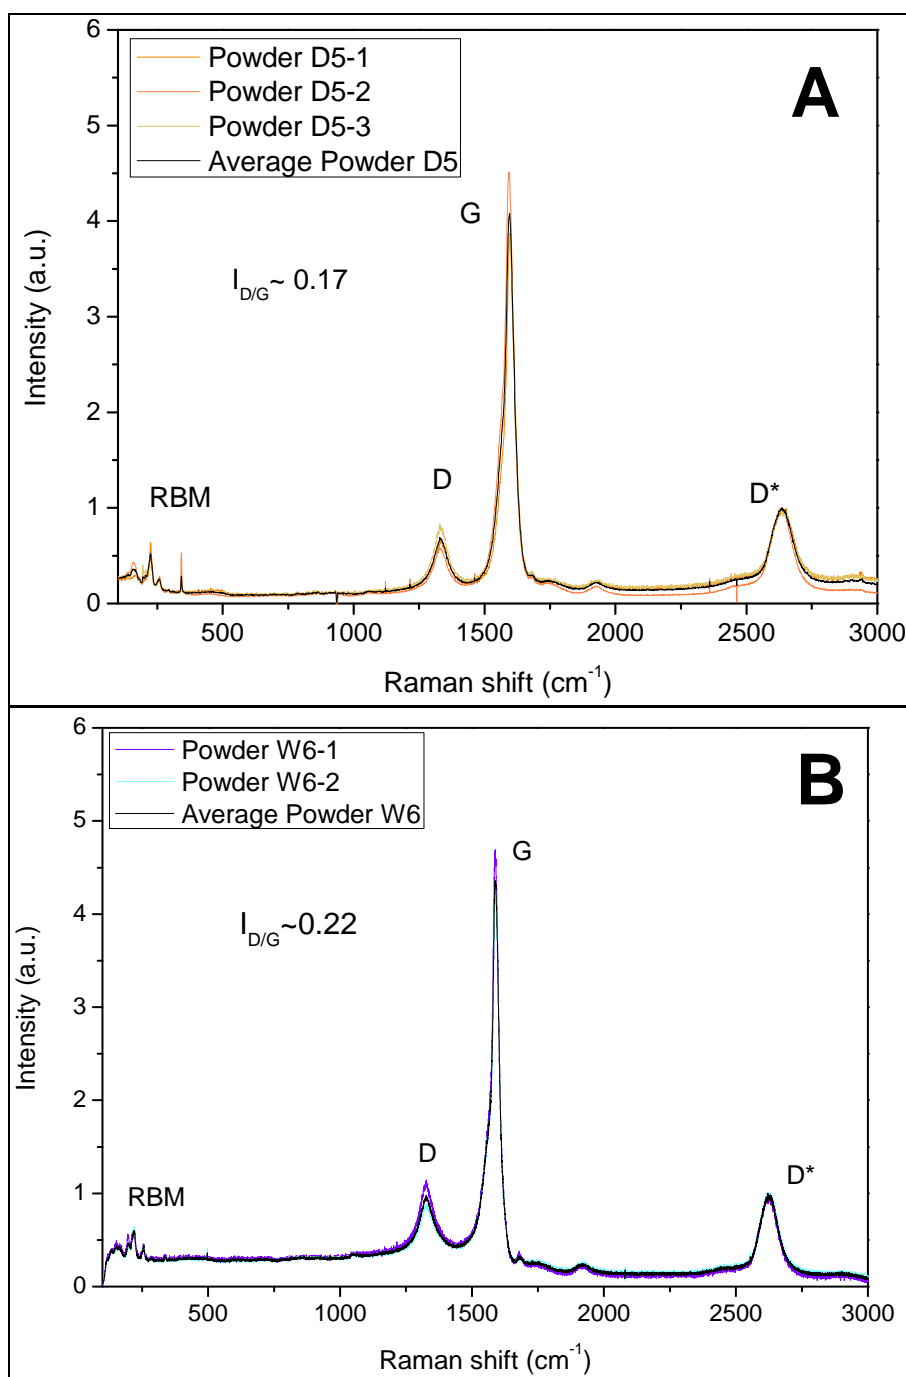 A
Powder D5-1
Powder D5-2
Powder D5-3
Average Powder D5
G
I_D/G~ 0.17
D
D*
RBM
6
5
4
3
2
1
0
Intensity (a.u.)
500 1000 1500 2000 2500 3000
Raman shift (cm⁻¹)
B
Powder W6-1
Powder W6-2
Average Powder W6
G
I_D/G~0.22
D
D*
RBM
6
5
4
3
2
1
0
Intensity (a.u.)
500 1000 1500 2000 2500 3000
Raman shift (cm⁻¹)